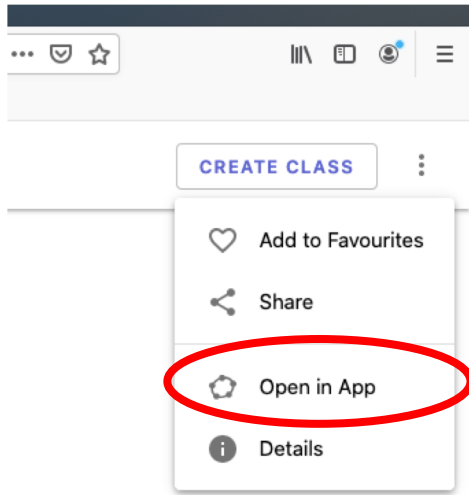 CREATE CLASS
Add to Favourites
Share
Open in App
Details